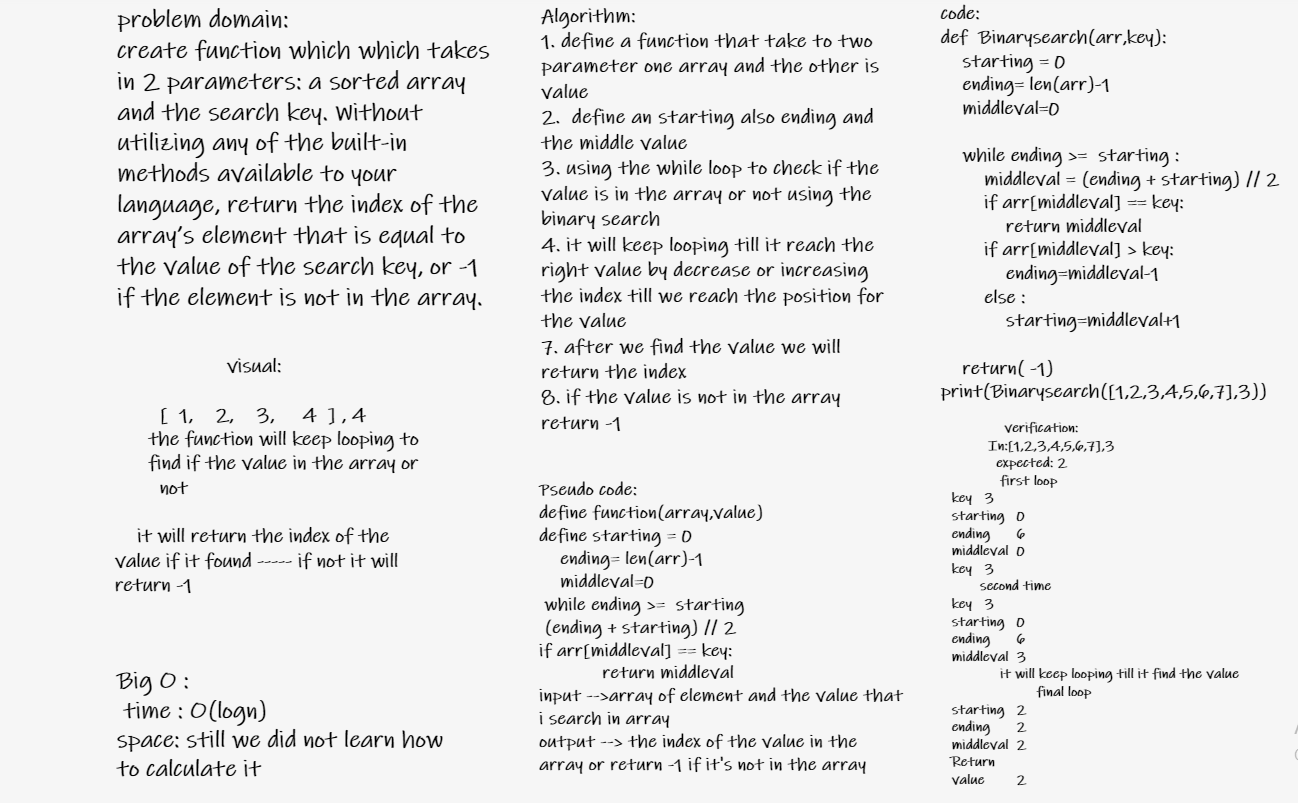 problem domain:
create function which which takes
in 2 parameters: a sorted array
and the search key. Without
utilizing any of the built-in
methods available to your
language, return the index of the
array's element that is equal to
the value of the search key, or -1
if the element is not in the array.
visual:
[ 1, 2, 3, 4 ] , 4
the function will keep looping to
find if the value in the array or
not
it will return the index of the
value if it found ----- if not it will
return -1
Big O :
time : O(logn)
space: still we did not learn how
to calculate it
Algorithm:
1. define a function that take to two
parameter one array and the other is
value
2. define an starting also ending and
the middle value
3. using the while loop to check if the
value is in the array or not using the
binary search
4. it will keep looping till it reach the
right value by decrease or increasing
the index till we reach the position for
the value
7. after we find the value we will
return the index
8. if the value is not in the array
return -1
Pseudo code:
define function(array,value)
define starting = 0
ending= len(arr)-1
middleval=0
while ending >= starting
(ending + starting) // 2
if arr[middleval] == key:
return middleval
input -->array of element and the value that
i search in array
output --> the index of the value in the
array or return -1 if it's not in the array
code:
def Binarysearch(arr,key):
starting = 0
ending= len(arr)-1
middleval=0
while ending >= starting :
middleval = (ending + starting) // 2
if arr[middleval] == key:
return middleval
if arr[middleval] > key:
ending=middleval-1
else :
starting=middleval+1
return( -1)
print(Binarysearch([1,2,3,4,5,6,7],3))
verification:
In:[1,2,3,4,5,6,7],3
expected: 2
first loop
key 3
starting 0
ending 6
middleval 0
key 3
second time
key 3
starting 0
ending 6
middleval 3
it will keep looping till it find the value
final loop
starting 2
ending 2
middleval 2
Return
value 2